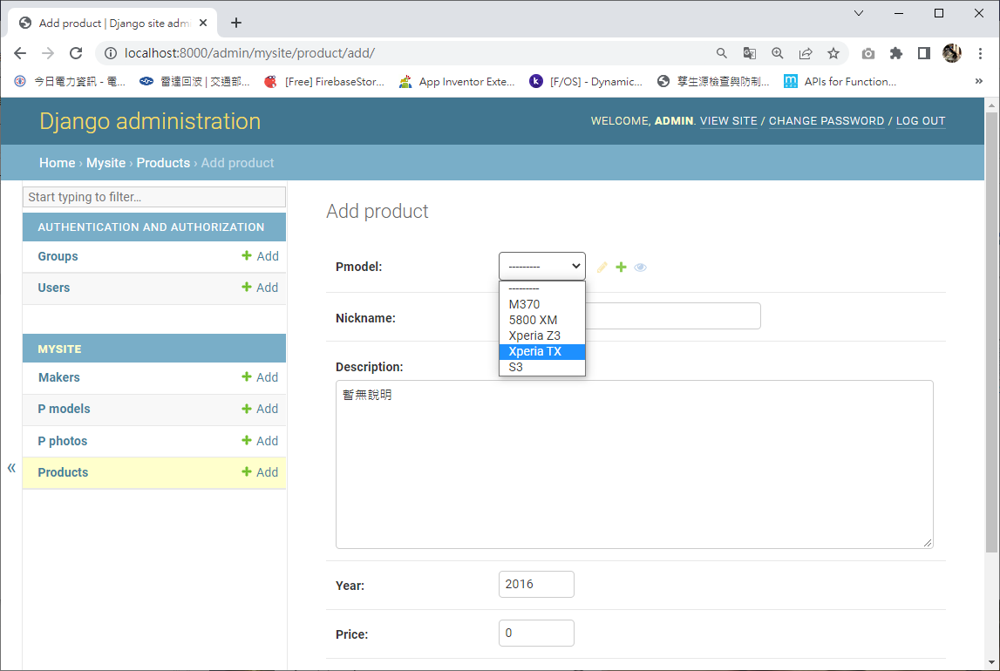 Add product | Django site adm
localhost:8000/admin/mysite/product/add/
今日電力資訊 - 電... 雷達回波 | 交通部... [Free] FirebaseStor... App Inventor Exte... k [F/OS] - Dynamic... 孳生源檢查與防制... m APIs for Function... »
Django administration
WELCOME, ADMIN. VIEW SITE / CHANGE PASSWORD / LOG OUT
Home › Mysite › Products › Add product
Start typing to filter...
AUTHENTICATION AND AUTHORIZATION
Groups + Add
Users + Add
MYSITE
Makers + Add
P models + Add
P photos + Add
Products + Add
«
Add product
Pmodel: ---------
---------
M370
5800 XM
Xperia Z3
Xperia TX
S3
Nickname:
Description:
暫無說明
Year: 2016
Price: 0